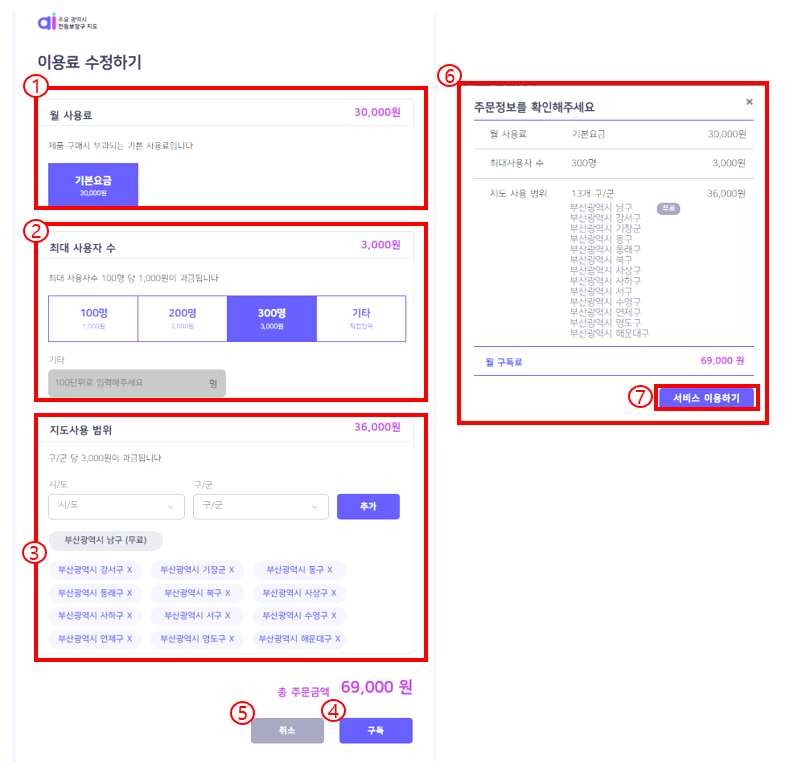 ai 주요 광역시
전동보장구 지도
이용료 수정하기
①
월 사용료 30,000원
제품 구매시 부과되는 기본 사용료입니다
기본요금
30,000원
②
최대 사용자 수 3,000원
최대 사용자수 100명 당 1,000원이 과금됩니다
100명 200명 300명 기타
1,000원 2,000원 3,000원 직접입력
기타
100단위로 입력해주세요 명
③
지도사용 범위 36,000원
구/군 당 3,000원이 과금됩니다
시/도 구/군
시/도 구/군 추가
부산광역시 남구 (무료)
부산광역시 강서구 X 부산광역시 기장군 X 부산광역시 동구 X
부산광역시 동래구 X 부산광역시 북구 X 부산광역시 사상구 X
부산광역시 사하구 X 부산광역시 서구 X 부산광역시 수영구 X
부산광역시 연제구 X 부산광역시 영도구 X 부산광역시 해운대구 X
총 주문금액 69,000 원
⑤ 취소 ④ 구독
⑥
주문정보를 확인해주세요 ×
월 사용료 기본요금 30,000원
최대사용자 수 300명 3,000원
지도 사용 범위 13개 구/군 36,000원
부산광역시 남구 무료
부산광역시 강서구
부산광역시 기장군
부산광역시 동구
부산광역시 동래구
부산광역시 북구
부산광역시 사상구
부산광역시 사하구
부산광역시 서구
부산광역시 수영구
부산광역시 연제구
부산광역시 영도구
부산광역시 해운대구
월 구독료 69,000 원
⑦ 서비스 이용하기